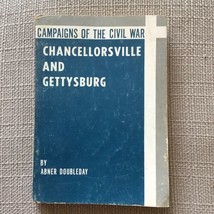 CAMPAIGNS OF THE CIVIL WAR
CHANCELLORSVILLE
AND
GETTYSBURG
BY
ABNER DOUBLEDAY